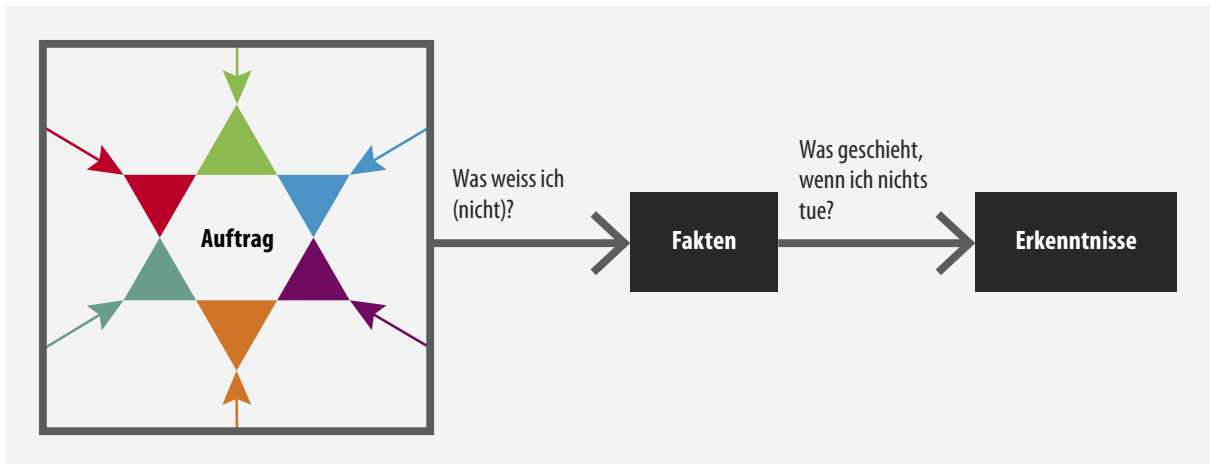 Auftrag
Was weiss ich
(nicht)?
Fakten
Was geschieht,
wenn ich nichts
tue?
Erkenntnisse